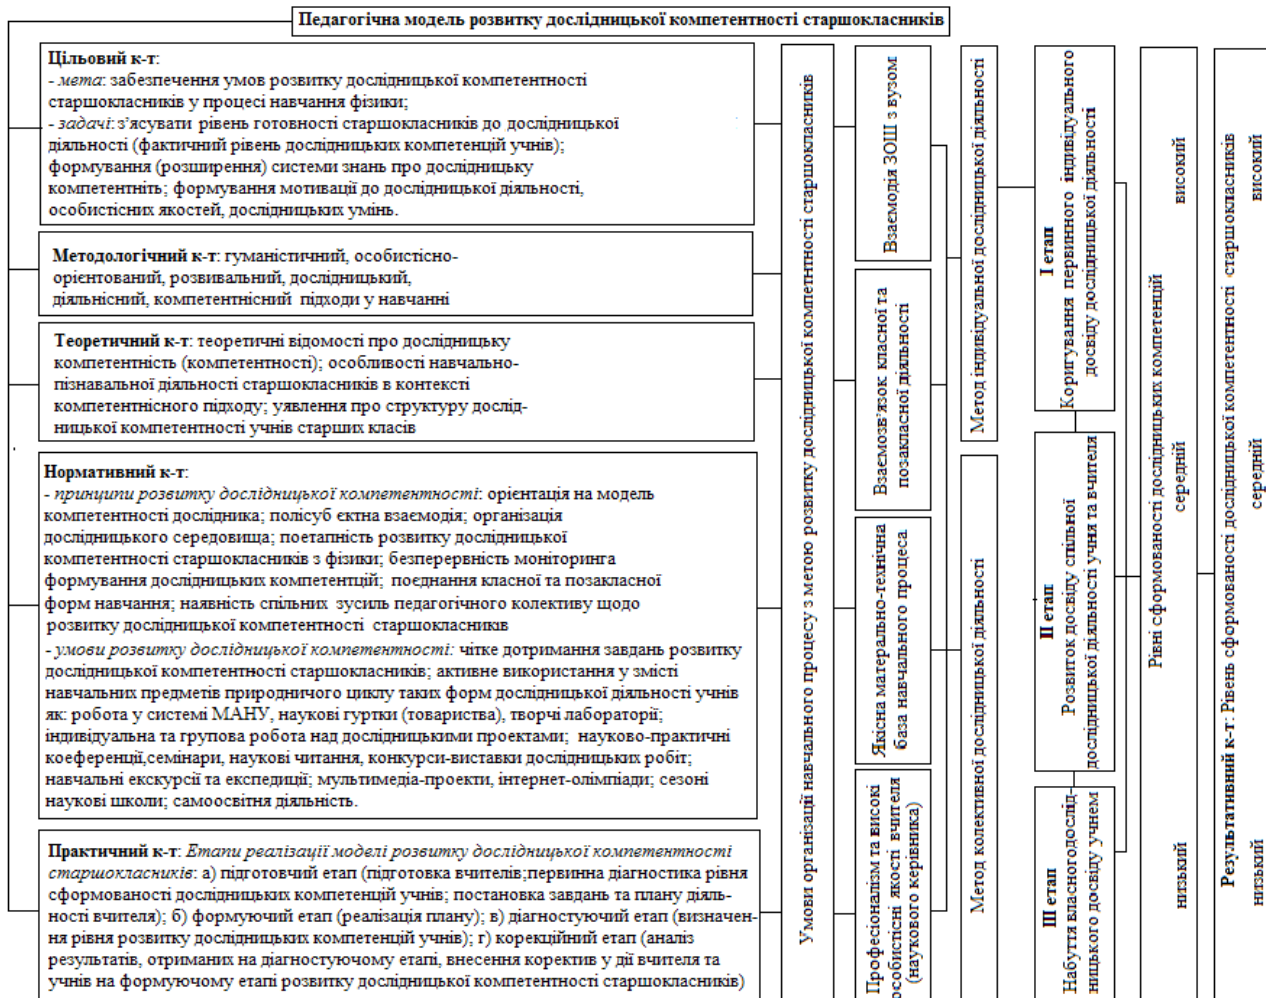 Педагогічна модель розвитку дослідницької компетентності старшокласників
Цільовий к-т:
- мета: забезпечення умов розвитку дослідницької компетентності
старшокласників у процесі навчання фізики;
- задачі: з’ясувати рівень готовності старшокласників до дослідницької
діяльності (фактичний рівень дослідницьких компетенцій учнів);
формування (розширення) системи знань про дослідницьку
компетентніть; формування мотивації до дослідницької діяльності,
особистісних якостей, дослідницьких умінь.
Методологічний к-т: гуманістичний, особистісно-
орієнтований, розвивальний, дослідницький,
діяльнісний, компетентнісний підходи у навчанні
Теоретичний к-т: теоретичні відомості про дослідницьку
компетентність (компетентності); особливості навчально-
пізнавальної діяльності старшокласників в контексті
компетентнісного підходу; уявлення про структуру дослід-
ницької компетентності учнів старших класів
Нормативний к-т:
- принципи розвитку дослідницької компетентності: орієнтація на модель
компетентності дослідника; полісуб єктна взаємодія; організація
дослідницького середовища; поетапність розвитку дослідницької
компетентності старшокласників з фізики; безперервність моніторинга
формування дослідницьких компетентцій; поєднання класної та позакласної
форм навчання; наявність спільних зусиль педагогічного колективу щодо
розвитку дослідницької компетентності старшокласників
- умови розвитку дослідницької компетентності: чітке дотримання завдань розвитку
дослідницької компетентності старшокласників; активне використання у змісті
навчальних предметів природничого циклу таких форм дослідницької діяльності учнів
як: робота у системі МАНУ, наукові гуртки (товариства), творчі лабораторії;
індивідуальна та групова робота над дослідницькими проектами; науково-практичні
коеференції,семінари, наукові читання, конкурси-виставки дослідницьких робіт;
навчальні екскурсії та експедиції; мультимедіа-проекти, інтернет-олімпіади; сезоні
наукові школи; самоосвітня діяльність.
Практичний к-т: Етапи реалізації моделі розвитку дослідницької компетентності
старшокласників: а) підготовчий етап (підготовка вчителів;первинна діагностика рівня
сформованості дослідницьких компетенцій учнів; постановка завдань та плану діяль-
ності вчителя); б) формуючий етап (реалізація плану); в) діагностуючий етап (визначен-
ня рівня розвитку дослідницьких компетенцій учнів); г) корекційний етап (аналіз
результатів, отриманих на діагностуючому етапі, внесення коректив у дії вчителя та
учнів на формуючому етапі розвитку дослідницької компетентності старшокласників)
Умови організації навчального процесу з метою розвитку дослідницької компетнтності старшокласників
Взаємодія ЗОШ з вузом
Взаємозв’язок класної та
позакласної діяльності
Якісна матерально-технічна
база навчального процеса.
Професіоналізм та високі
особистісні якості вчителя
(наукового керівника)
Метод індивідуальної дослідницької діяльності
Метод колективної дослідницької діяльності
І етап
Коригування первинного індивідуального
досвіду дослідницької діяльності
ІІ етап
Розвиток досвіду спільної
дослідницької діяльності учня та вчителя
ІІІ етап
Набуття власногодослід-
ницького досвіду учнем
Рівні сформованості дослідницьких компетенцій
високий
середній
низький
Результативний к-т: Рівень сформованості дослідницької компетентності старшокласників
високий
середній
низький